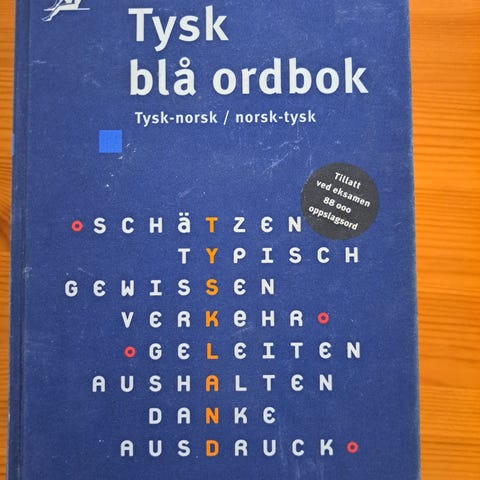 Tysk
blå ordbok
Tysk-norsk / norsk-tysk
Tillatt
ved eksamen
88 000
oppslagsord
SCHäTZEN
TYPISCH
GEWISSEN
VERKeHR
GELEITEN
AUSHALTEN
DANKE
AUSDRUCK